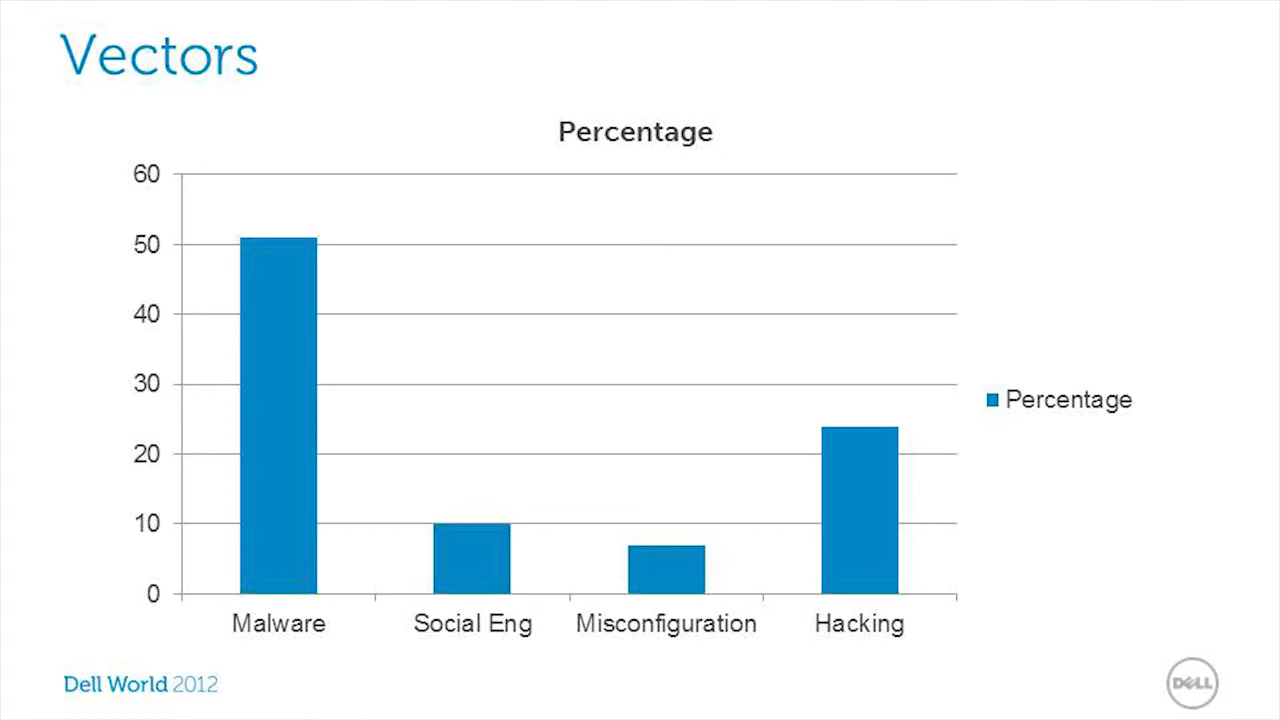 Vectors
Percentage
60
50
40
30
20
10
0
Percentage
Malware Social Eng Misconfiguration Hacking
Dell World 2012
DELL